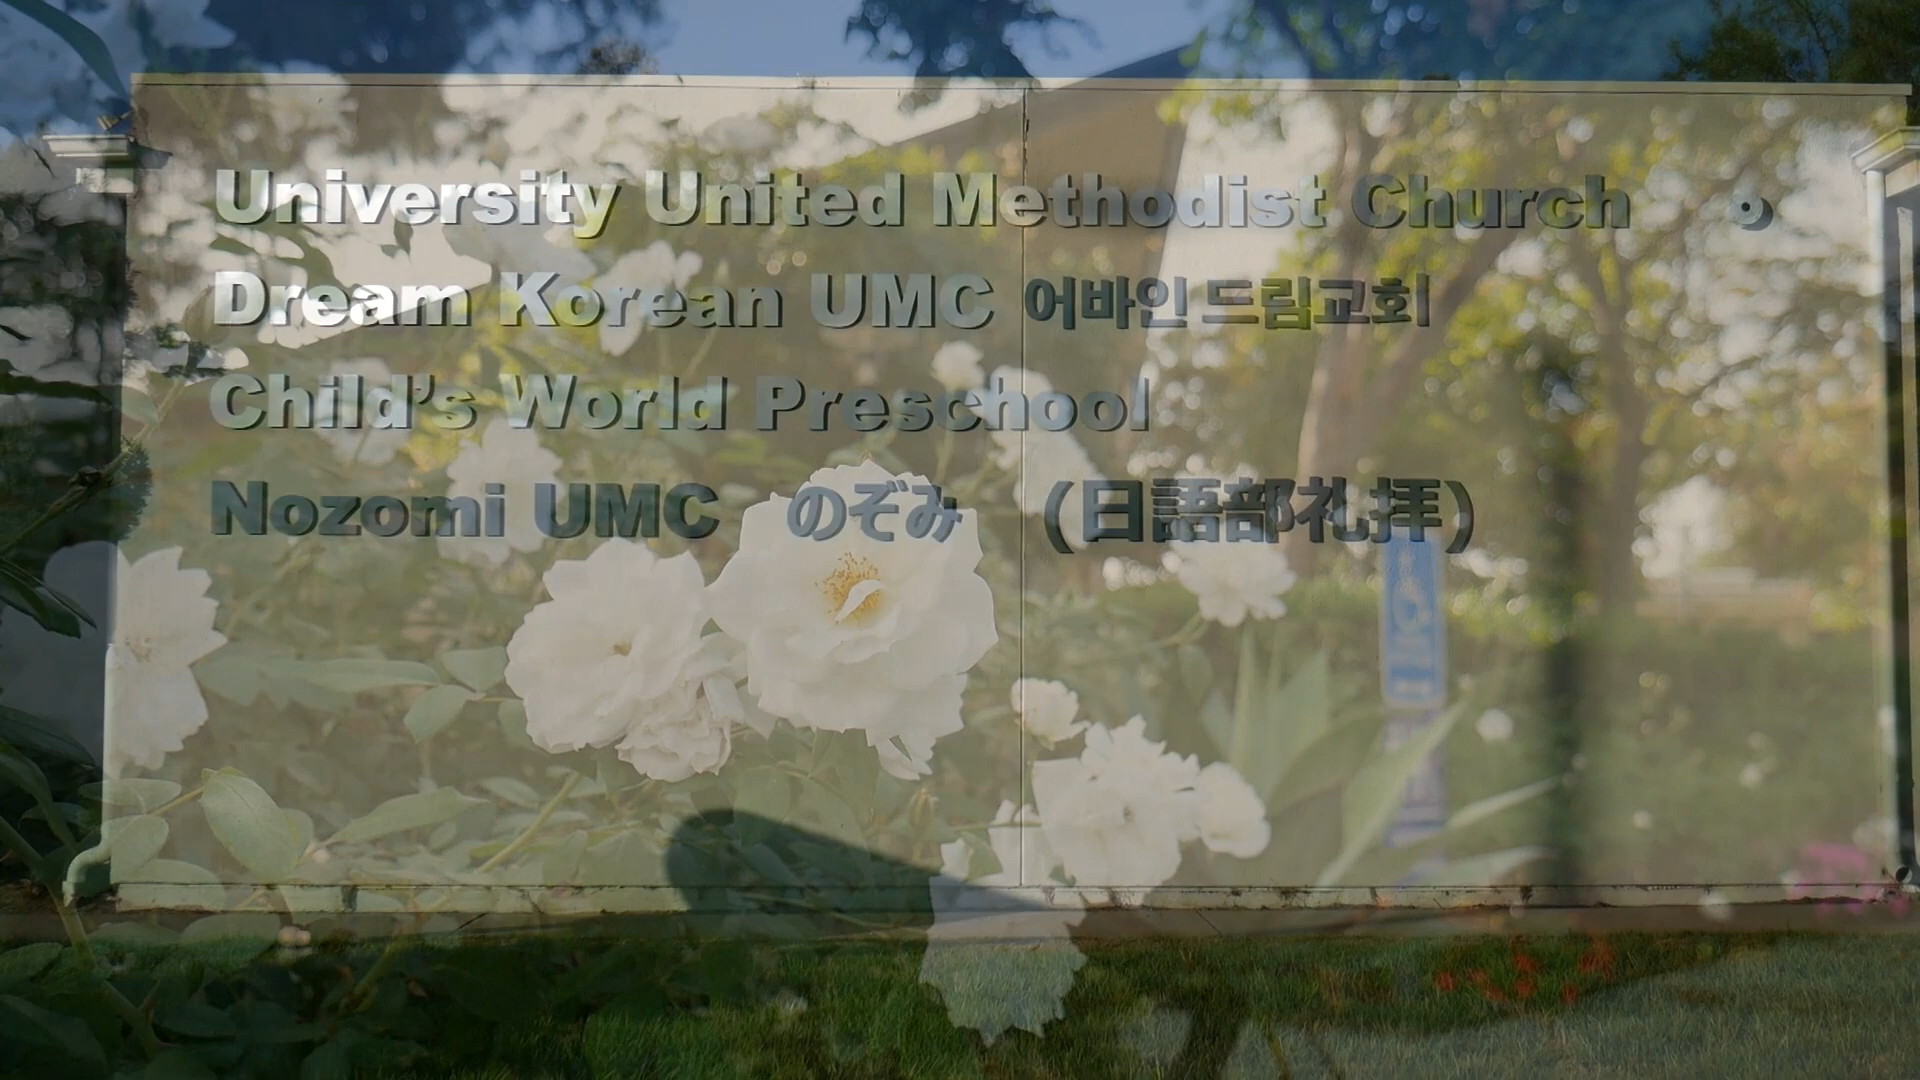 University United Methodist Church
Dream Korean UMC 어바인 드림교회
Child's World Preschool
Nozomi UMC のぞみ (日語部礼拝)